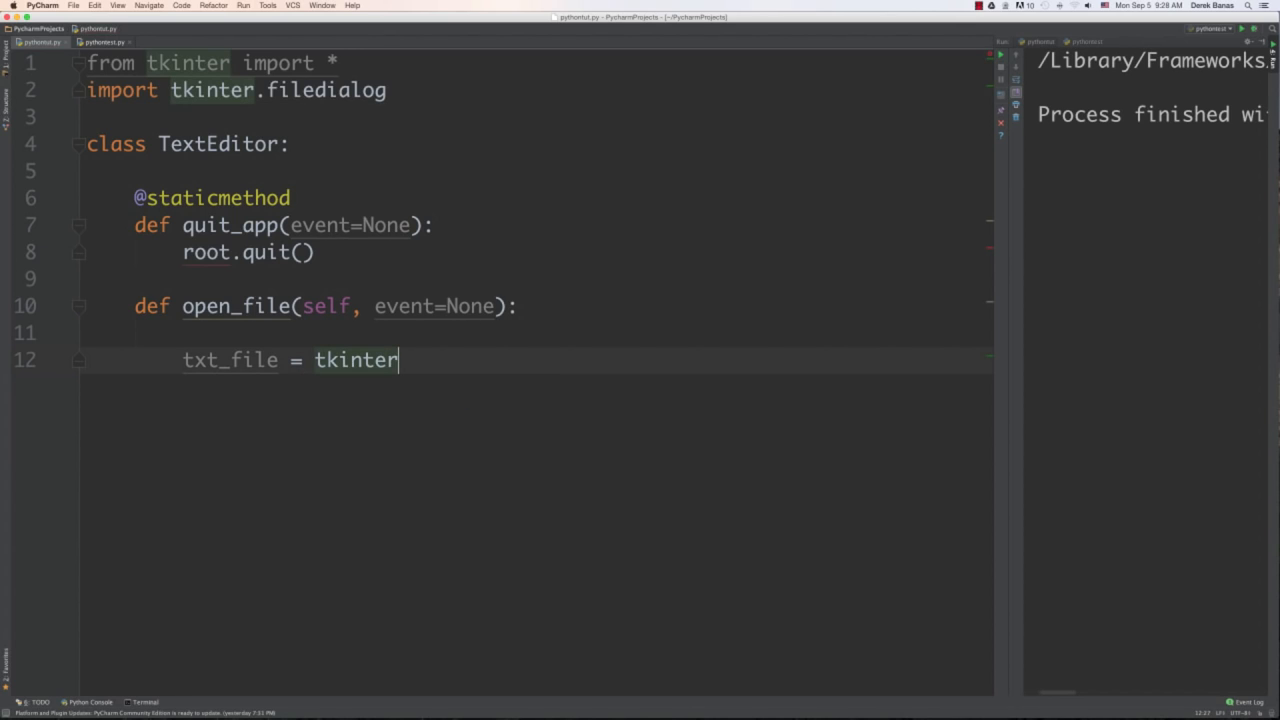 PyCharm File Edit View Navigate Code Refactor Run Tools VCS Window Help
10 Mon Sep 5 9:28 AM Derek Banas
pythontut.py - PycharmProjects - [~/PycharmProjects]
PycharmProjects pythontut.py
pythontest
pythontut.py pythontest.py
Run: pythontut pythontest
1: Project
Z: Structure
2: Favorites
4: Run
1 from tkinter import *
2 import tkinter.filedialog
3
4 class TextEditor:
5
6 @staticmethod
7 def quit_app(event=None):
8 root.quit()
9
10 def open_file(self, event=None):
11
12 txt_file = tkinter
/Library/Frameworks
Process finished wi
6: TODO Python Console Terminal
Event Log
Platform and Plugin Updates: PyCharm Community Edition is ready to update. (yesterday 7:51 PM)
12:27 LF÷ UTF-8÷